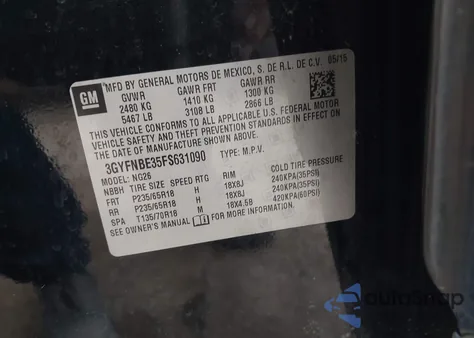 GM
MFD BY GENERAL MOTORS DE MEXICO, S. DE R.L. DE C.V. 05/15
GVWR GAWR FRT GAWR RR
2480 KG 1410 KG 1300 KG
5467 LB 3108 LB 2866 LB
THIS VEHICLE CONFORMS TO ALL APPLICABLE U.S. FEDERAL MOTOR
VEHICLE SAFETY, BUMPER, AND THEFT PREVENTION STANDARDS
IN EFFECT ON THE DATE OF MANUFACTURE SHOWN ABOVE.
3GYFNBE35FS631090 TYPE: M.P.V.
MODEL: NG26
NBBH TIRE SIZE SPEED RTG RIM COLD TIRE PRESSURE
FRT P235/65R18 H 18X8J 240KPA(35PSI)
RR P235/65R18 H 18X8J 240KPA(35PSI)
SPA T135/70R18 M 18X4.5B 420KPA(60PSI)
SEE OWNER'S MANUAL FOR MORE INFORMATION.